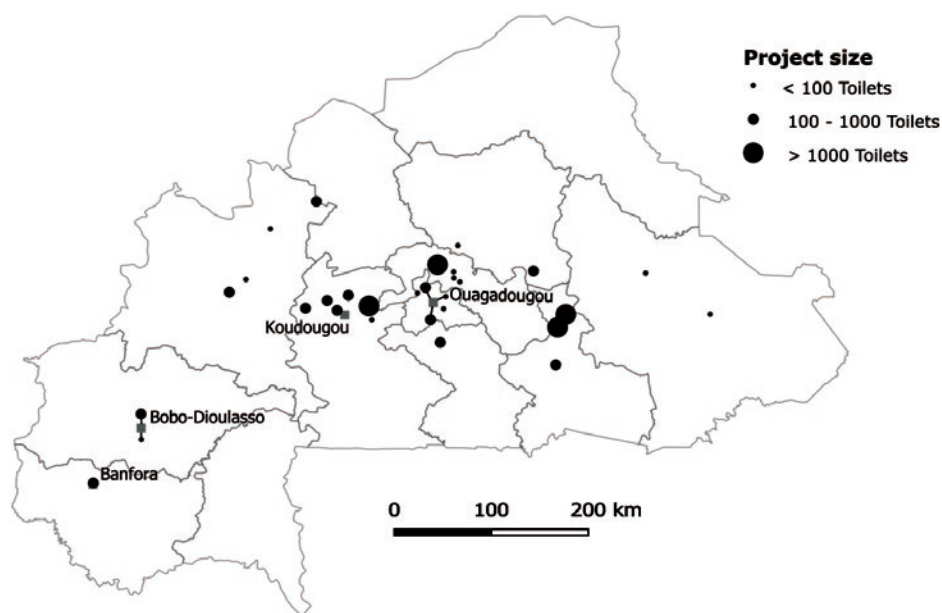 Project size
< 100 Toilets
100 - 1000 Toilets
> 1000 Toilets
Ouagadougou
Koudougou
Bobo-Dioulasso
Banfora
0 100 200 km